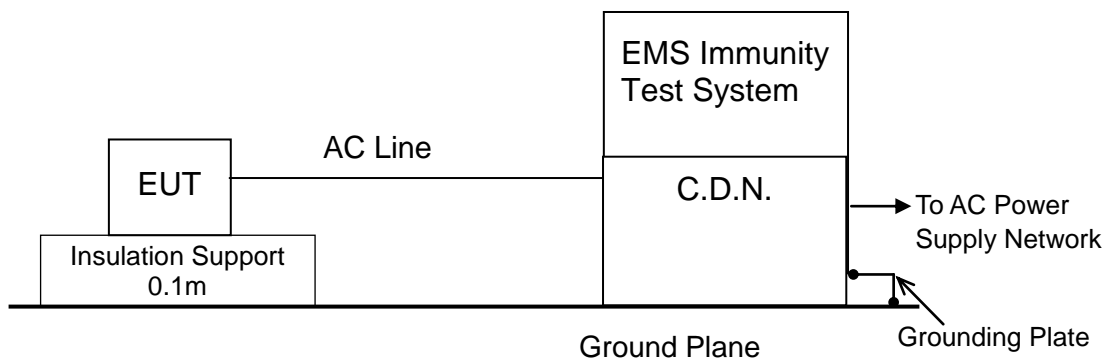 EMS Immunity
Test System
AC Line
EUT
C.D.N.
To AC Power
Supply Network
Insulation Support
0.1m
Grounding Plate
Ground Plane